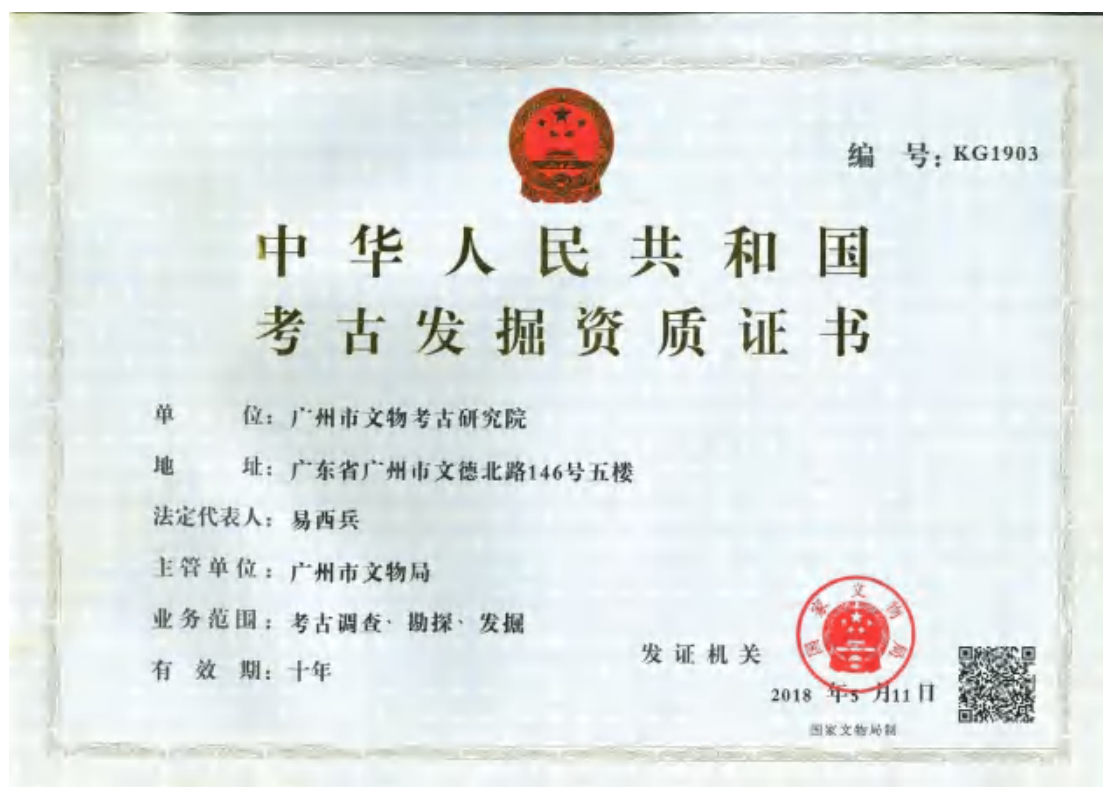 编 号：KG1903
中华人民共和国
考古发掘资质证书
单 位：广州市文物考古研究院
地 址：广东省广州市文德北路146号五楼
法定代表人：易西兵
主管单位：广州市文物局
业务范围：考古调查、勘探、发掘
有 效 期：十年
国家文物局
发证机关
2018 年5 月11日
国家文物局制